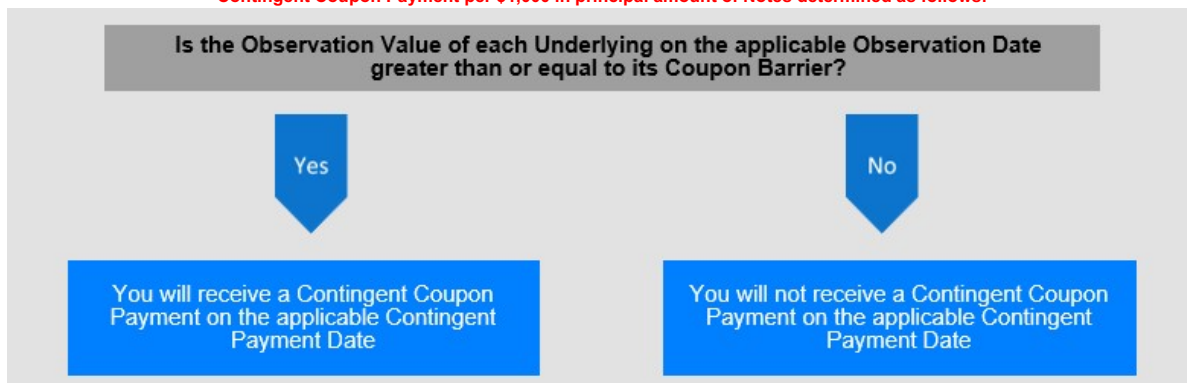 Contingent Coupon Payment per $1,000 in principal amount of Notes determined as follows:
Is the Observation Value of each Underlying on the applicable Observation Date
greater than or equal to its Coupon Barrier?
Yes
No
You will receive a Contingent Coupon
Payment on the applicable Contingent
Payment Date
You will not receive a Contingent Coupon
Payment on the applicable Contingent
Payment Date